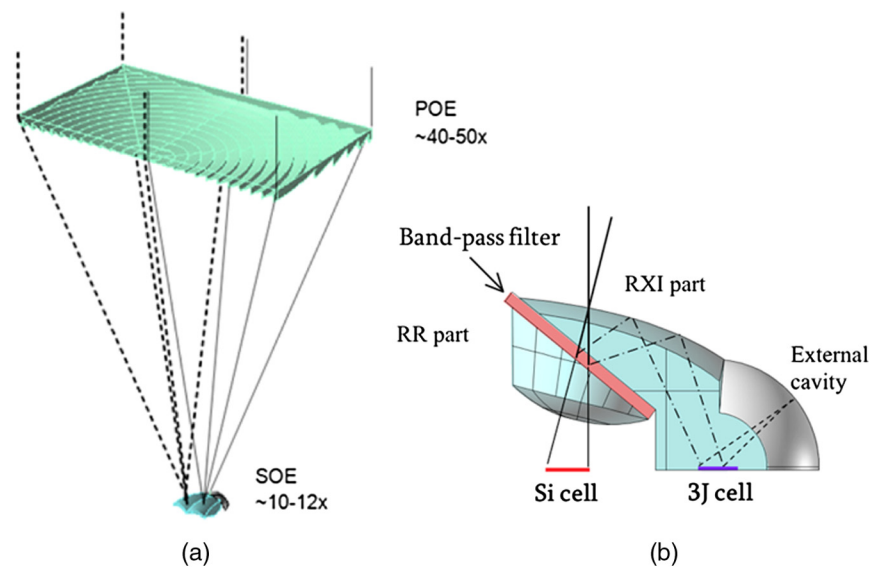 POE
~40-50x
SOE
~10-12x
(a)
Band-pass filter
RXI part
RR part
External
cavity
Si cell
3J cell
(b)